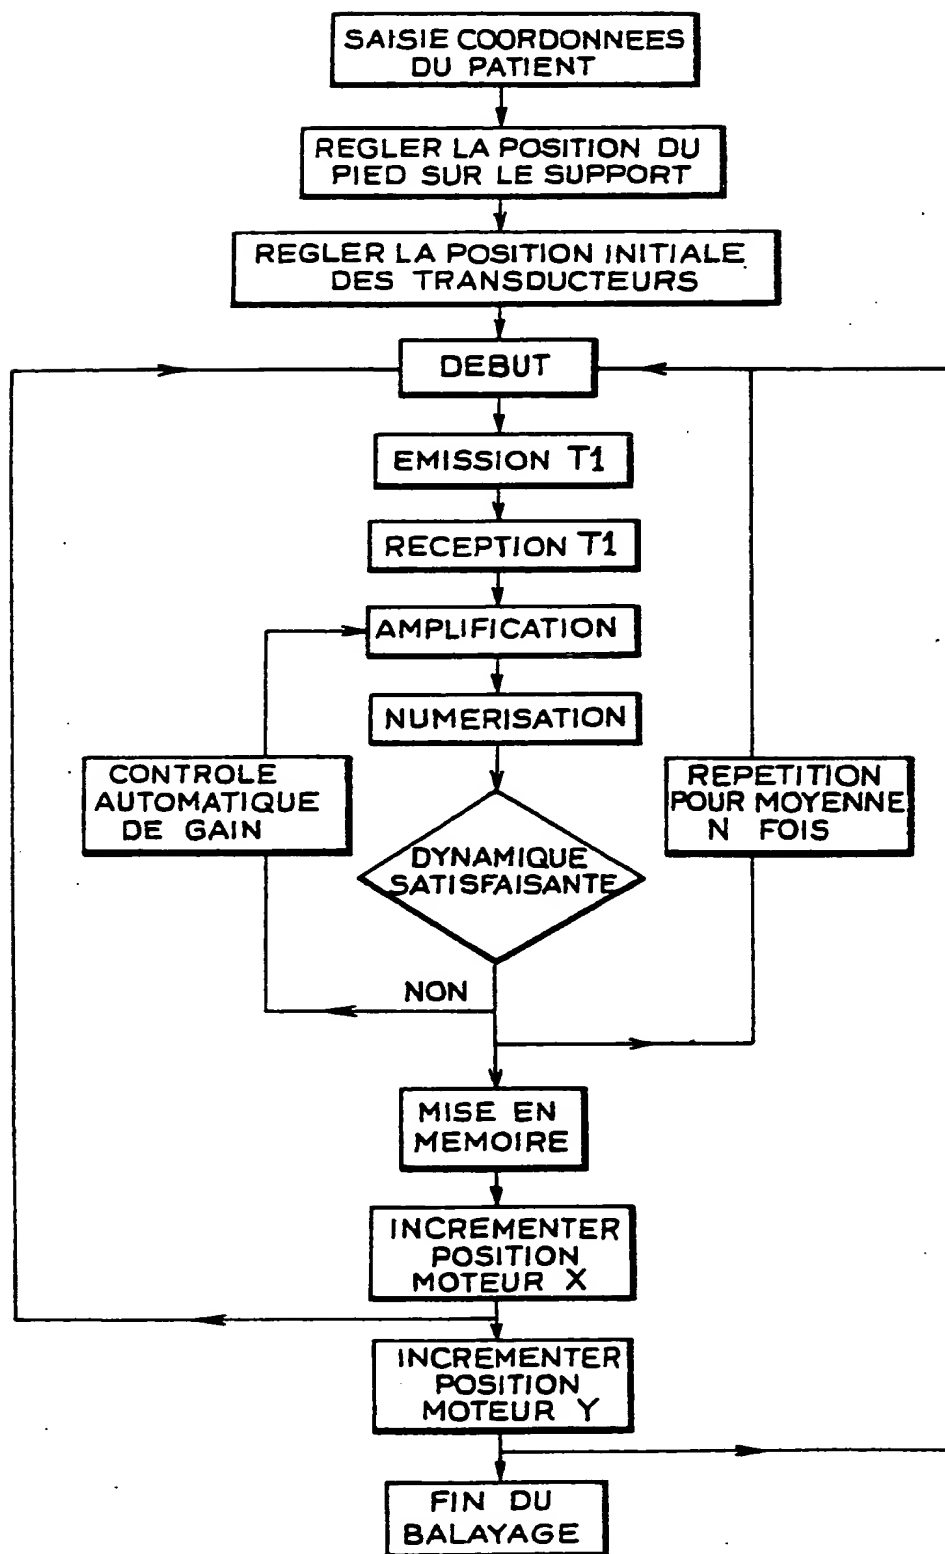 SAISIE COORDONNEES
DU PATIENT
REGLER LA POSITION DU
PIED SUR LE SUPPORT
REGLER LA POSITION INITIALE
DES TRANSDUCTEURS
DEBUT
EMISSION T1
RECEPTION T1
AMPLIFICATION
NUMERISATION
CONTROLE
AUTOMATIQUE
DE GAIN
REPETITION
POUR MOYENNE
N FOIS
DYNAMIQUE
SATISFAISANTE
NON
MISE EN
MEMOIRE
INCREMENTER
POSITION
MOTEUR X
INCREMENTER
POSITION
MOTEUR Y
FIN DU
BALAYAGE